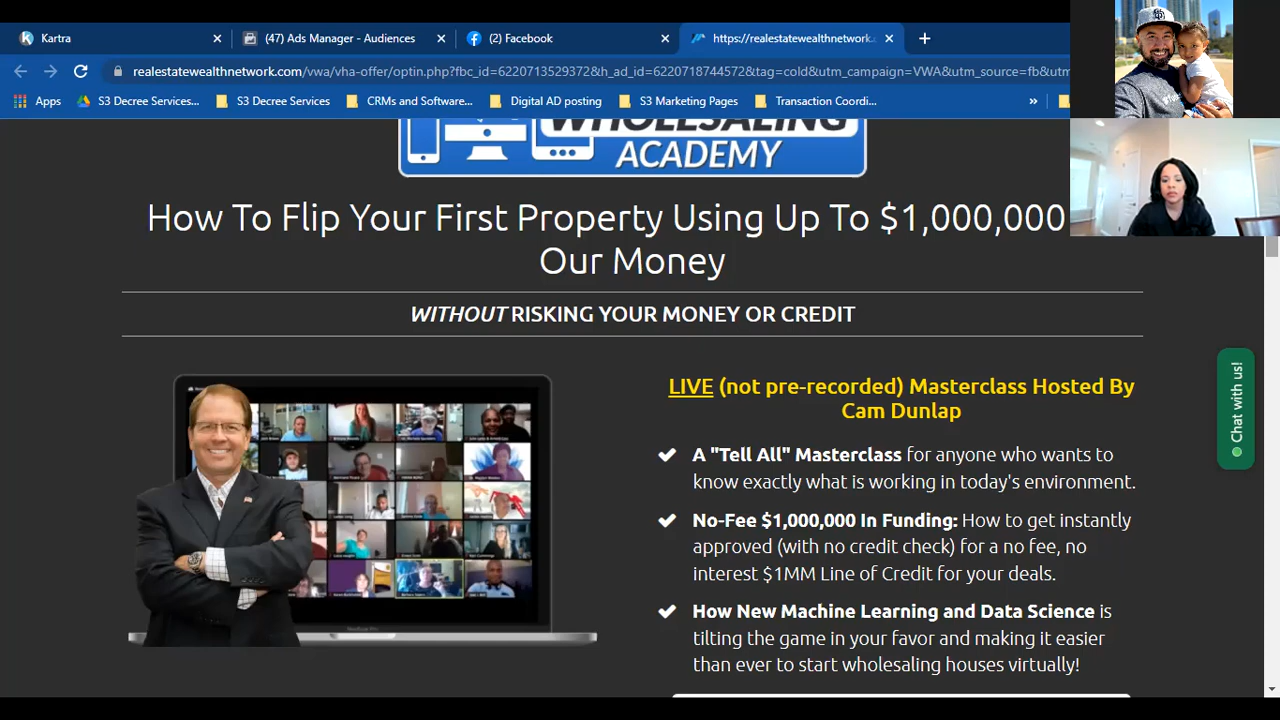 Kartra
(47) Ads Manager - Audiences
(2) Facebook
https://realestatewealthnetwork.c
realestatewealthnetwork.com/vwa/vha-offer/optin.php?fbc_id=6220713529372&h_ad_id=6220718744572&tag=cold&utm_campaign=VWA&utm_source=fb&utm
Apps
S3 Decree Services...
S3 Decree Services
CRMs and Software...
Digital AD posting
S3 Marketing Pages
Transaction Coordi...
»
WHOLESALING
ACADEMY
How To Flip Your First Property Using Up To $1,000,000
Our Money
WITHOUT RISKING YOUR MONEY OR CREDIT
LIVE (not pre-recorded) Masterclass Hosted By
Cam Dunlap
A "Tell All" Masterclass for anyone who wants to
know exactly what is working in today's environment.
No-Fee $1,000,000 In Funding: How to get instantly
approved (with no credit check) for a no fee, no
interest $1MM Line of Credit for your deals.
How New Machine Learning and Data Science is
tilting the game in your favor and making it easier
than ever to start wholesaling houses virtually!
Chat with us!